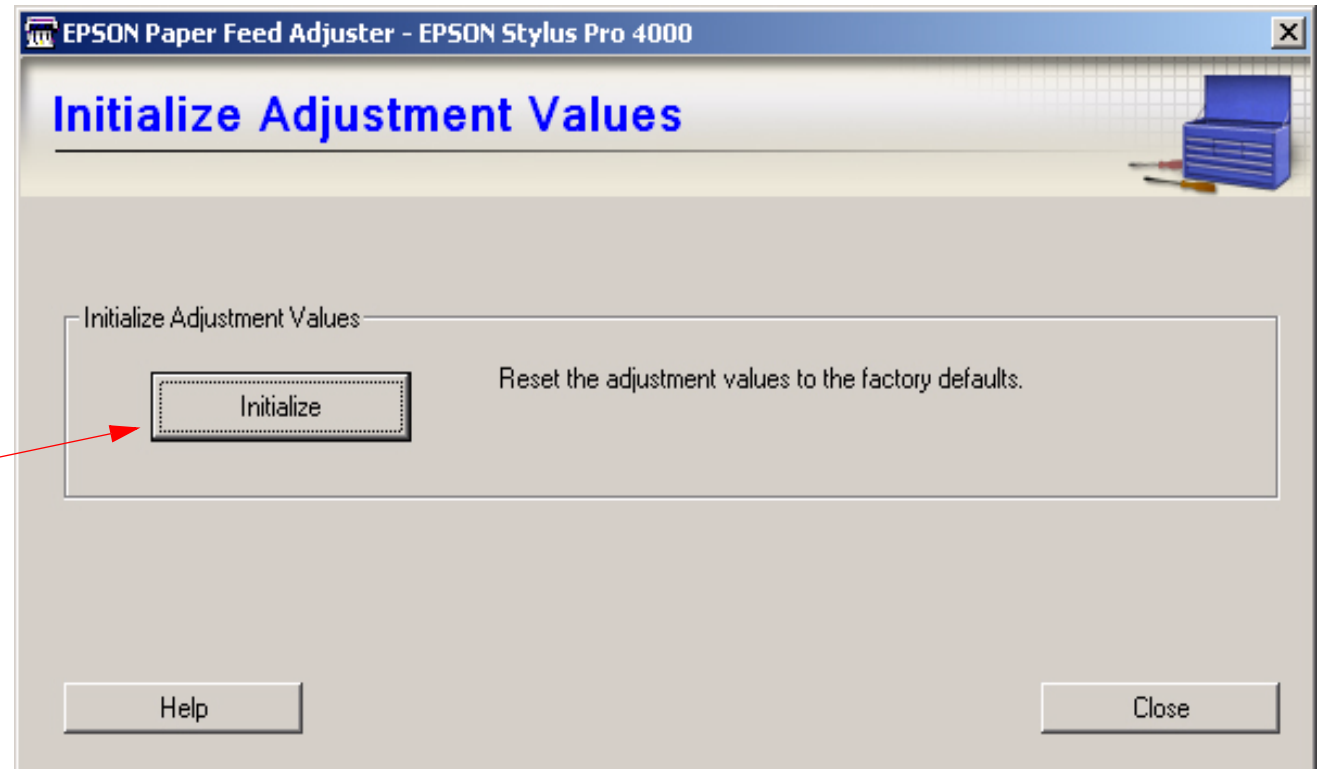 EPSON Paper Feed Adjuster - EPSON Stylus Pro 4000
Initialize Adjustment Values
Initialize Adjustment Values
Initialize
Reset the adjustment values to the factory defaults.
Help
Close